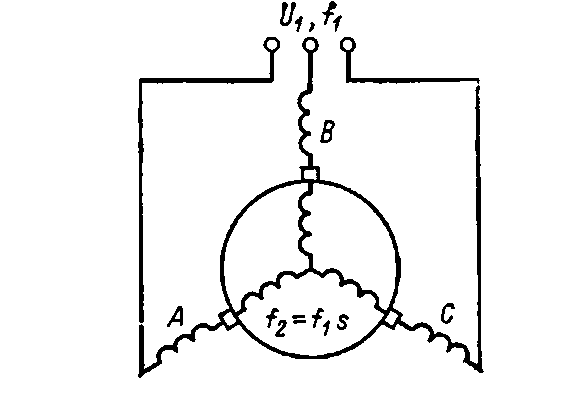 U₁, f₁
B
A
C
f₂ = f₁ s